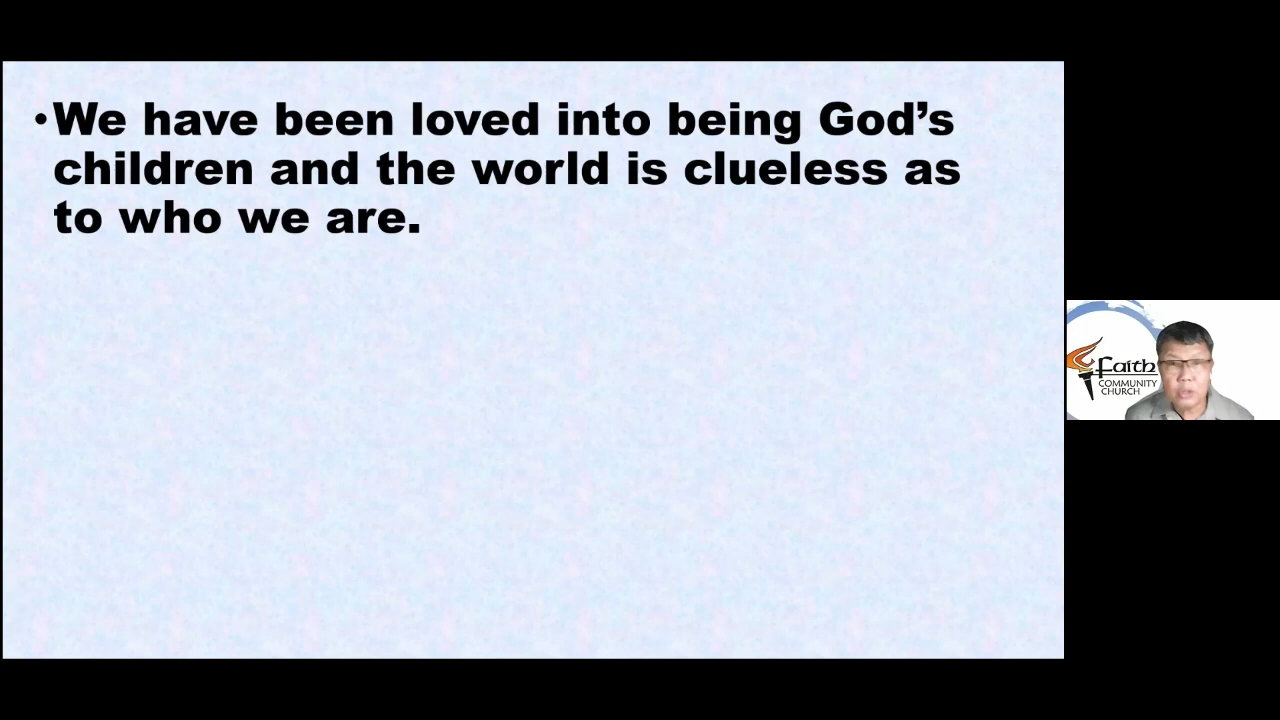 •We have been loved into being God’s
children and the world is clueless as
to who we are.
Faith
COMMUNITY
CHURCH